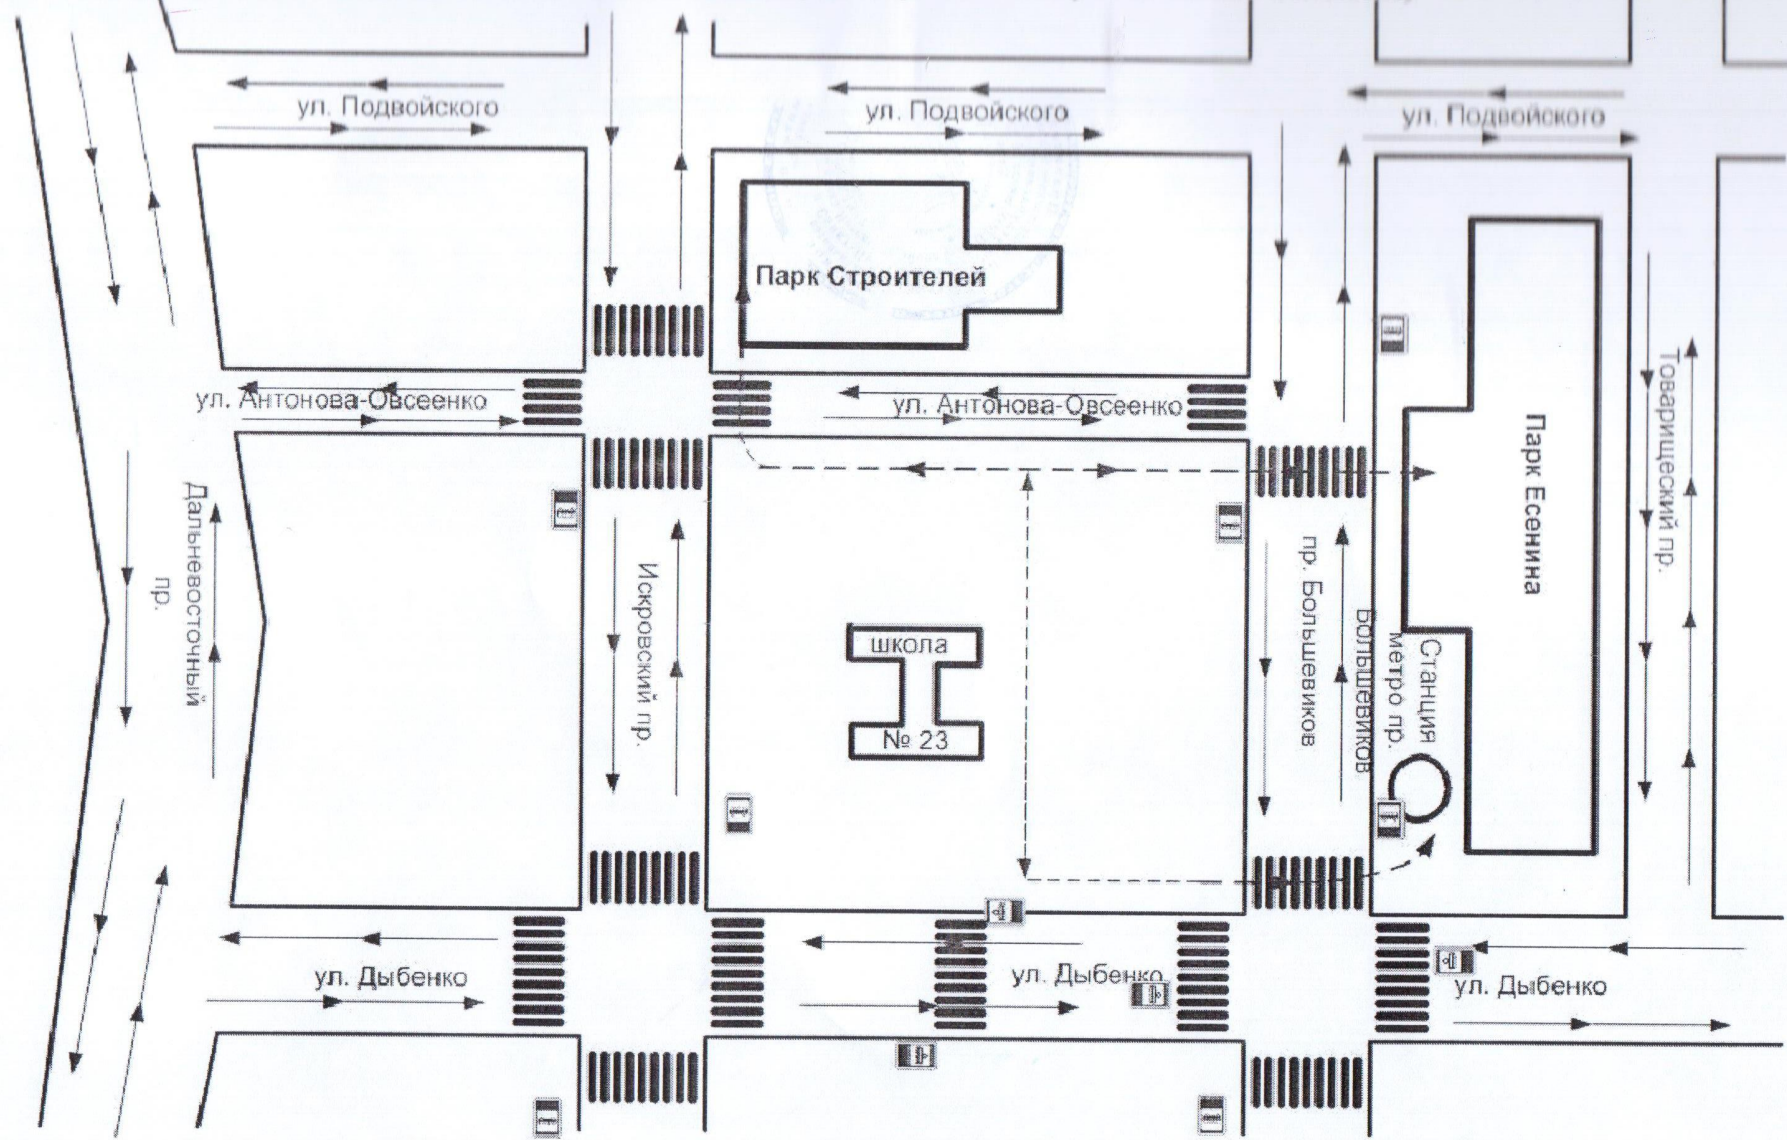 ул. Подвойского
ул. Подвойского
ул. Подвойского
Парк Строителей
ул. Антонова-Овсеенко
ул. Антонова-Овсеенко
Дальневосточный
пр.
Искровский пр.
школа
№ 23
пр. Большевиков
Станция
метро пр.
Большевиков
Парк Есенина
Товарищеский пр.
ул. Дыбенко
ул. Дыбенко
ул. Дыбенко